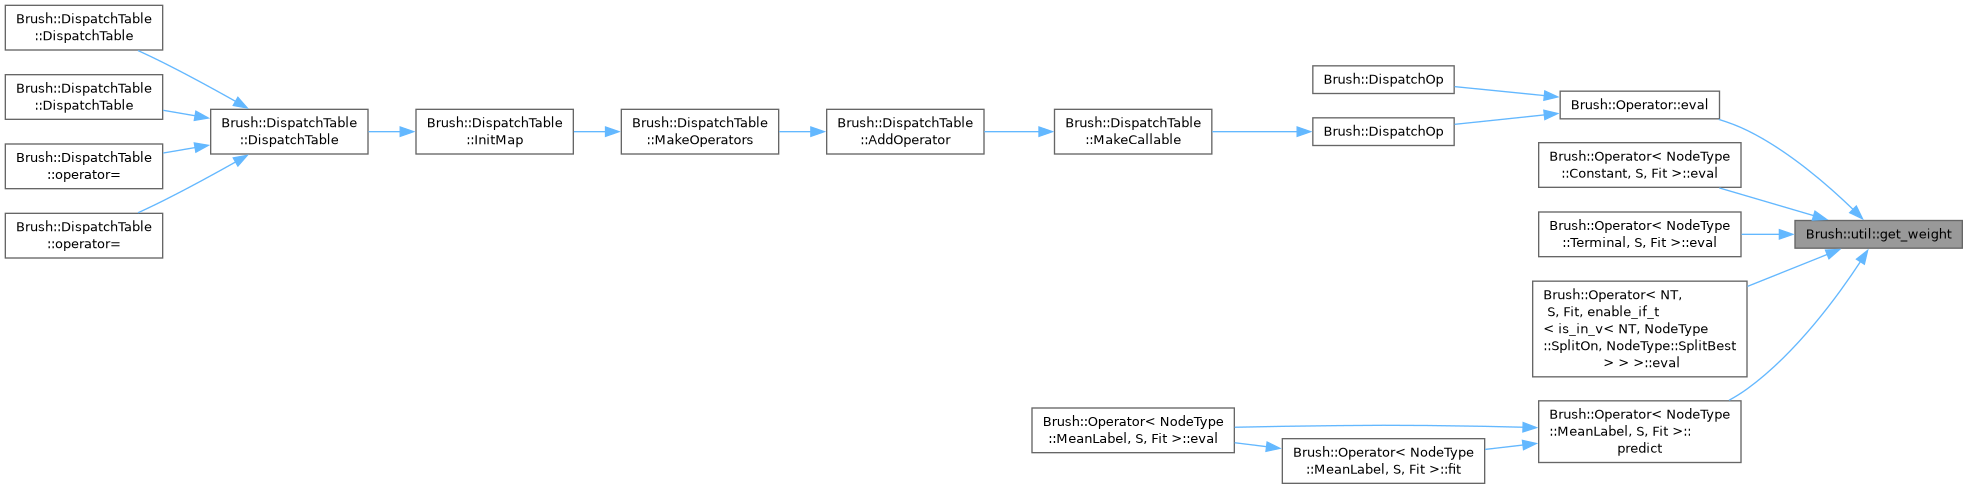 Brush::DispatchTable
::DispatchTable
Brush::DispatchTable
::DispatchTable
Brush::DispatchTable
::operator=
Brush::DispatchTable
::operator=
Brush::DispatchTable
::DispatchTable
Brush::DispatchTable
::InitMap
Brush::DispatchTable
::MakeOperators
Brush::DispatchTable
::AddOperator
Brush::DispatchTable
::MakeCallable
Brush::DispatchOp
Brush::DispatchOp
Brush::Operator::eval
Brush::Operator< NodeType
::Constant, S, Fit >::eval
Brush::Operator< NodeType
::Terminal, S, Fit >::eval
Brush::Operator< NT,
S, Fit, enable_if_t
< is_in_v< NT, NodeType
::SplitOn, NodeType::SplitBest
> > >::eval
Brush::Operator< NodeType
::MeanLabel, S, Fit >::
predict
Brush::Operator< NodeType
::MeanLabel, S, Fit >::eval
Brush::Operator< NodeType
::MeanLabel, S, Fit >::fit
Brush::util::get_weight